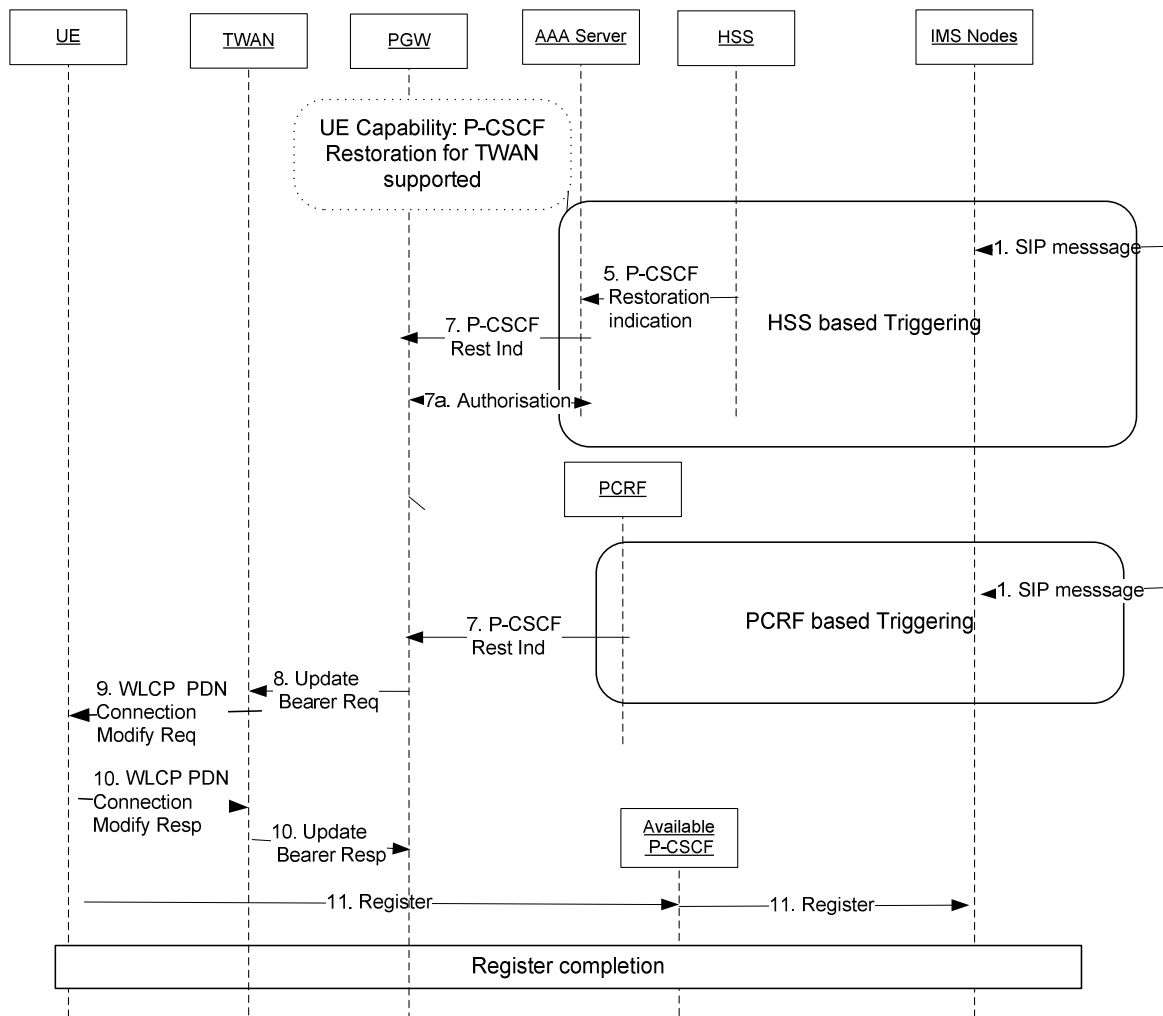 UE
TWAN
PGW
AAA Server
HSS
IMS Nodes
UE Capability: P-CSCF
Restoration for TWAN
supported
1. SIP messsage
5. P-CSCF
Restoration
indication
HSS based Triggering
7. P-CSCF
Rest Ind
7a. Authorisation
PCRF
1. SIP messsage
PCRF based Triggering
7. P-CSCF
Rest Ind
8. Update
Bearer Req
9. WLCP PDN
Connection
Modify Req
10. WLCP PDN
Connection
Modify Resp
10. Update
Bearer Resp
Available
P-CSCF
11. Register
11. Register
Register completion